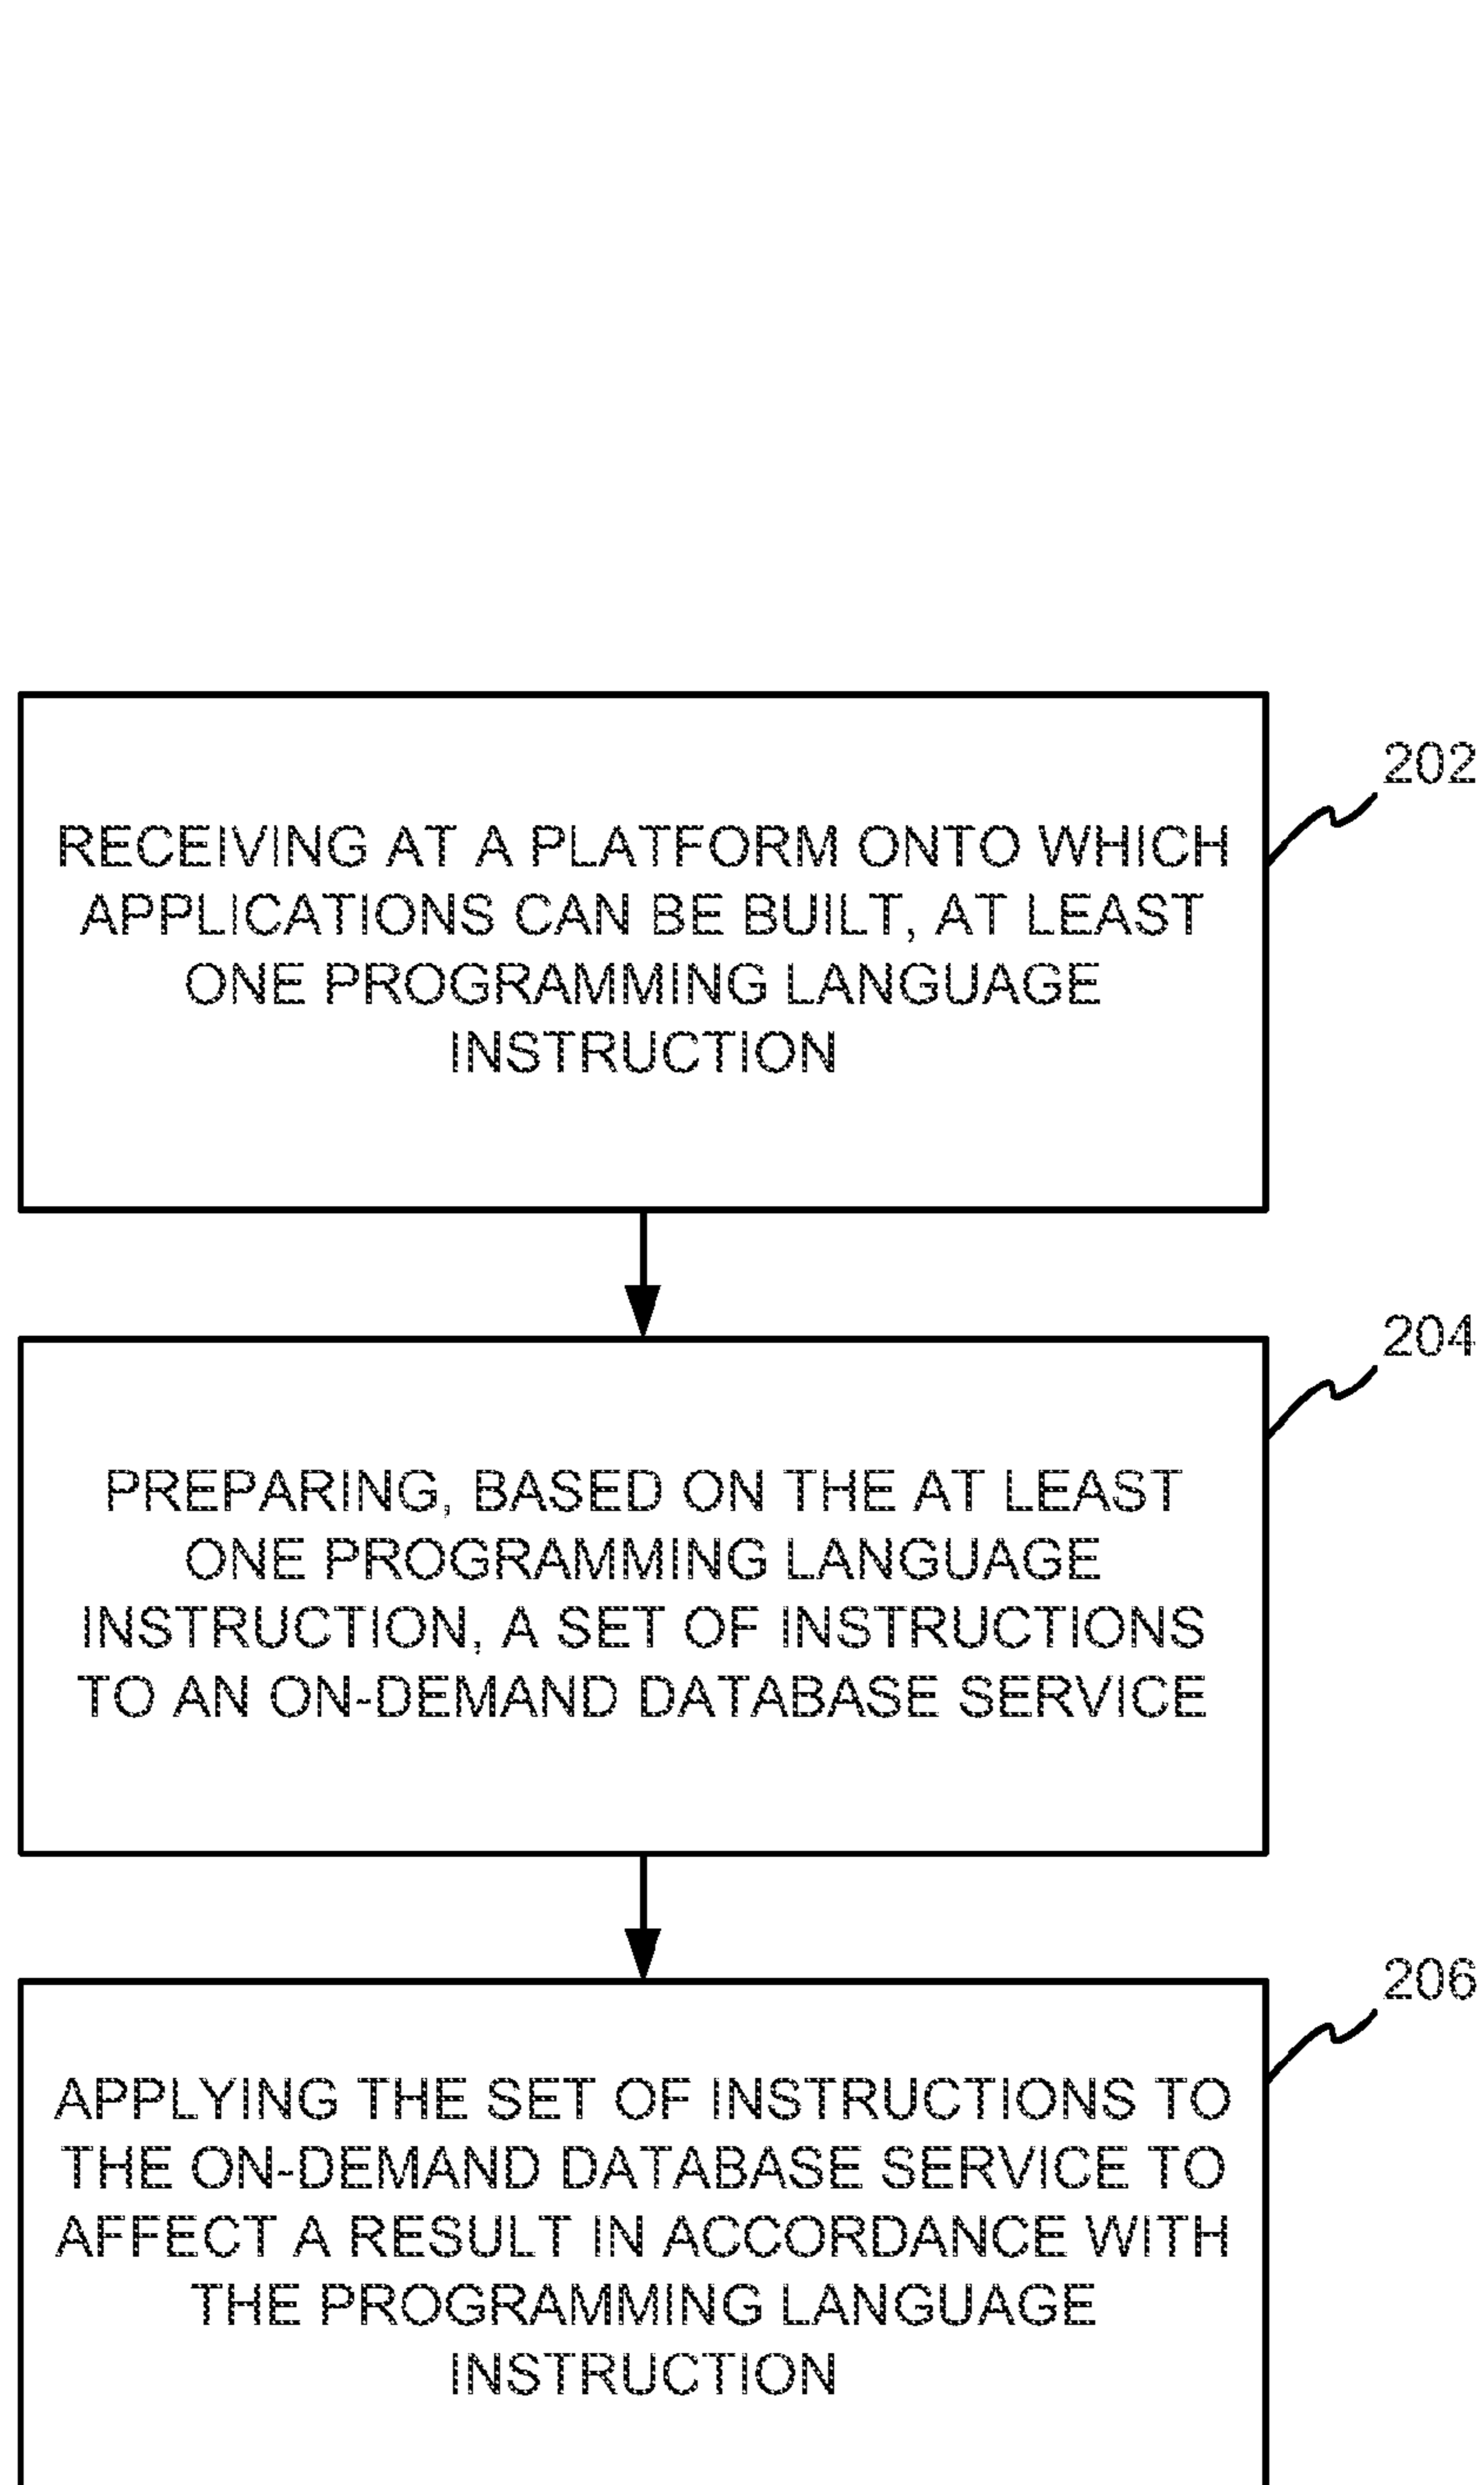 202
RECEIVING AT A PLATFORM ONTO WHICH
APPLICATIONS CAN BE BUILT, AT LEAST
ONE PROGRAMMING LANGUAGE
INSTRUCTION
204
PREPARING, BASED ON THE AT LEAST
ONE PROGRAMMING LANGUAGE
INSTRUCTION, A SET OF INSTRUCTIONS
TO AN ON-DEMAND DATABASE SERVICE
206
APPLYING THE SET OF INSTRUCTIONS TO
THE ON-DEMAND DATABASE SERVICE TO
AFFECT A RESULT IN ACCORDANCE WITH
THE PROGRAMMING LANGUAGE
INSTRUCTION